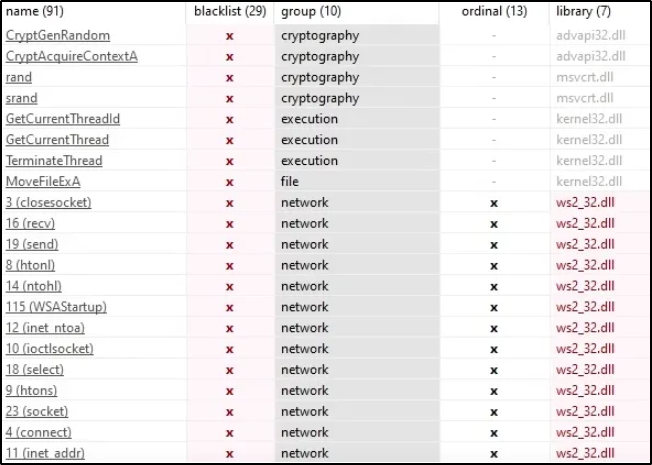 name (91) blacklist (29) group (10) ordinal (13) library (7)
CryptGenRandom x cryptography - advapi32.dll
CryptAcquireContextA x cryptography - advapi32.dll
rand x cryptography - msvcrt.dll
srand x cryptography - msvcrt.dll
GetCurrentThreadId x execution - kernel32.dll
GetCurrentThread x execution - kernel32.dll
TerminateThread x execution - kernel32.dll
MoveFileExA x file - kernel32.dll
3 (closesocket) x network x ws2_32.dll
16 (recv) x network x ws2_32.dll
19 (send) x network x ws2_32.dll
8 (htonl) x network x ws2_32.dll
14 (ntohl) x network x ws2_32.dll
115 (WSAStartup) x network x ws2_32.dll
12 (inet_ntoa) x network x ws2_32.dll
10 (ioctlsocket) x network x ws2_32.dll
18 (select) x network x ws2_32.dll
9 (htons) x network x ws2_32.dll
23 (socket) x network x ws2_32.dll
4 (connect) x network x ws2_32.dll
11 (inet_addr) x network x ws2_32.dll